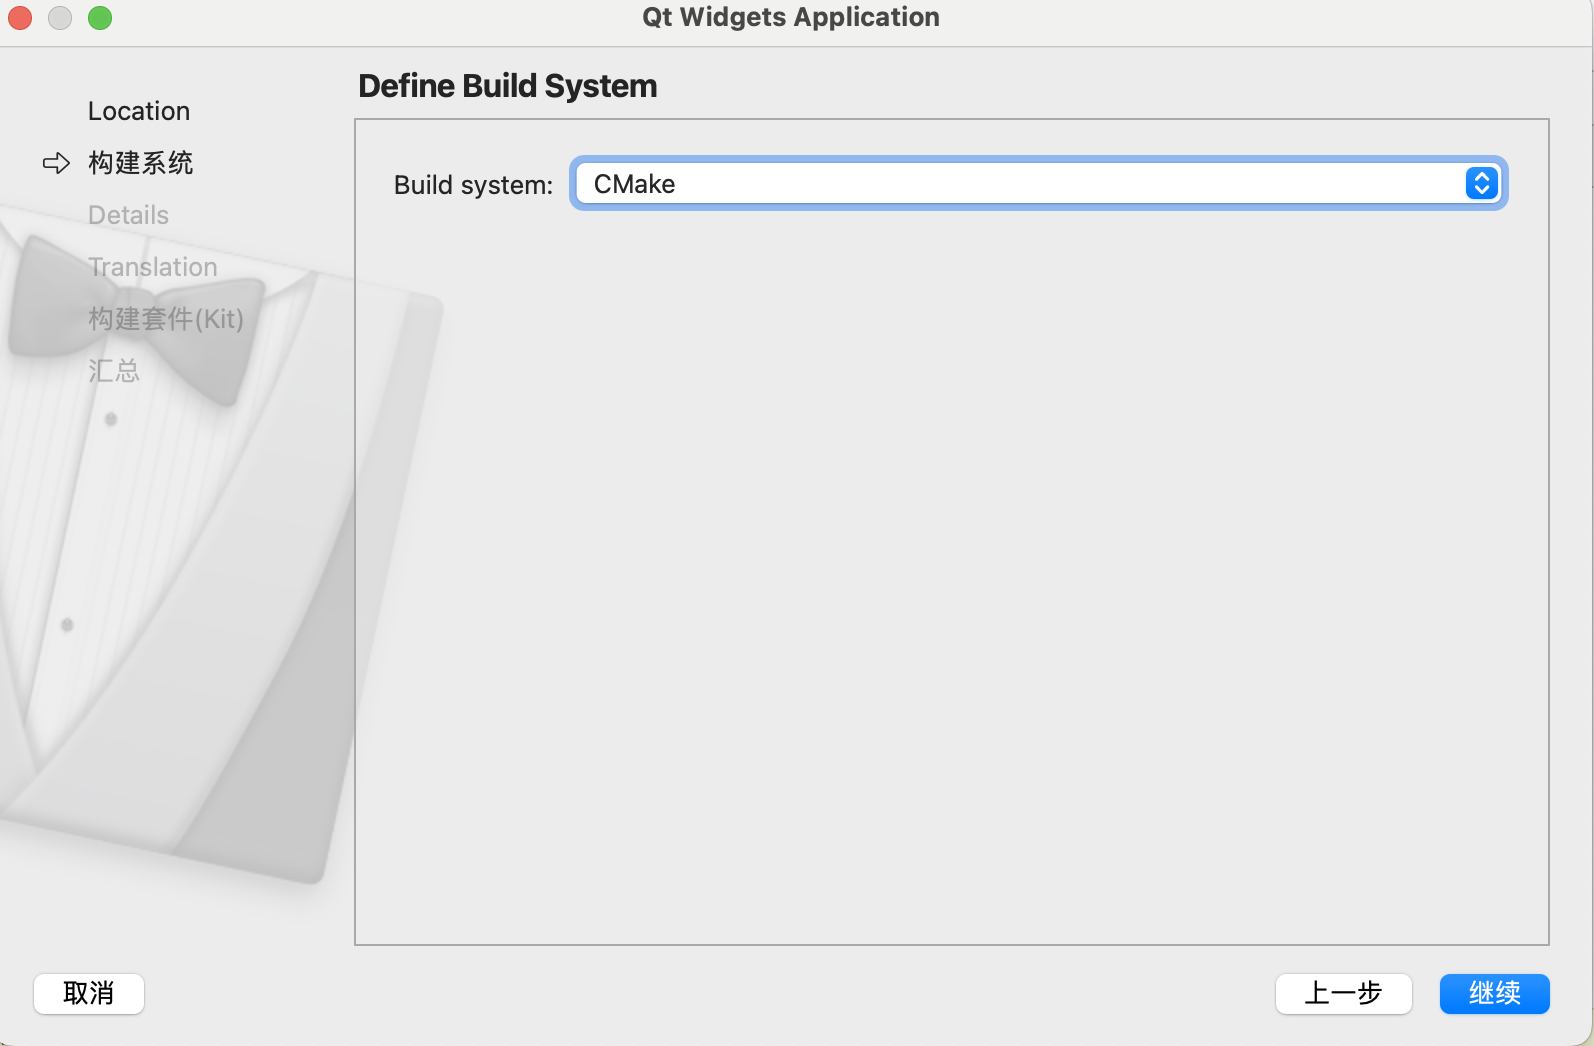 Qt Widgets Application
Location
构建系统
Details
Translation
构建套件(Kit)
汇总
Define Build System
Build system: CMake
取消
上一步
继续